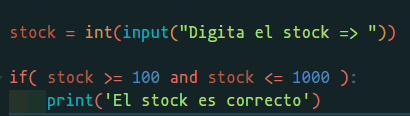 stock = int(input("Digita el stock => "))
if( stock >= 100 and stock <= 1000 ):
print('El stock es correcto')